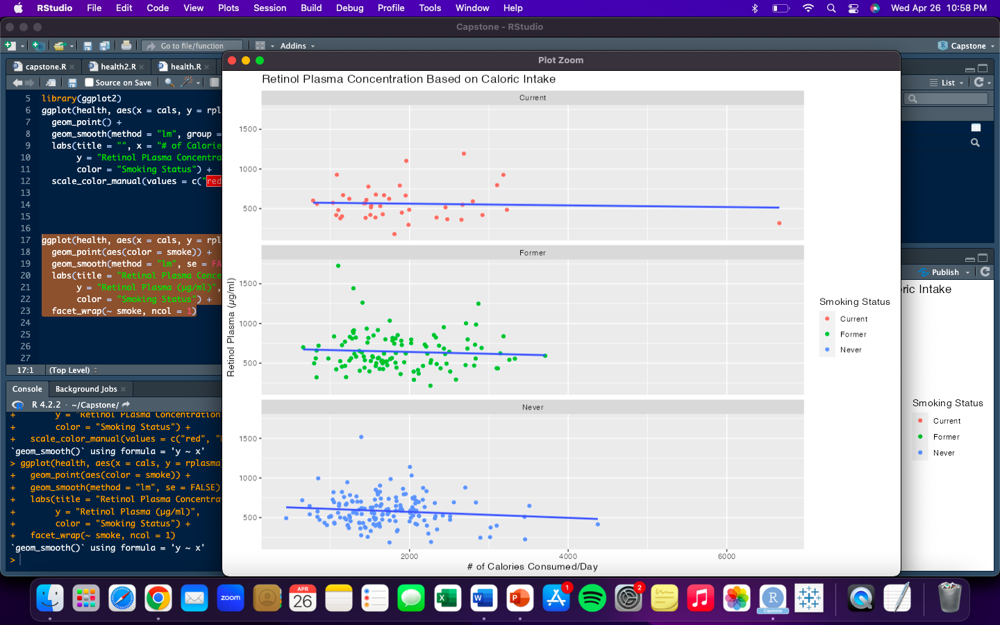 RStudio File Edit Code View Plots Session Build Debug Profile Tools Window Help Wed Apr 26 10:58 PM
Capstone - RStudio
Go to file/function Addins Capstone
Plot Zoom
capstone.R health2.R health.R
Source on Save
List
5 library(ggplot2)
6 ggplot(health, aes(x = cals, y = rpl
7 geom_point() +
8 geom_smooth(method = "lm", group =
9 labs(title = "", x = "# of Calorie
10 y = "Retinol PLasma Concentra
11 color = "Smoking Status") +
12 scale_color_manual(values = c("red
13
14
15
16
17 ggplot(health, aes(x = cals, y = rpl
18 geom_point(aes(color = smoke)) +
19 geom_smooth(method = "lm", se = FA
20 labs(title = "Retinol Plasma Conce
21 y = "Retinol Plasma (µg/ml)",
22 color = "Smoking Status") +
23 facet_wrap(~ smoke, ncol = 1)
24
25
26
27
17:1 (Top Level)
Console Background Jobs
R 4.2.2 · ~/Capstone/
+ y = "Retinol PLasma Concentration
+ color = "Smoking Status") +
+ scale_color_manual(values = c("red", "
`geom_smooth()` using formula = 'y ~ x'
> ggplot(health, aes(x = cals, y = rplasma
+ geom_point(aes(color = smoke)) +
+ geom_smooth(method = "lm", se = FALSE)
+ labs(title = "Retinol Plasma Concentra
+ y = "Retinol Plasma (µg/ml)",
+ color = "Smoking Status") +
+ facet_wrap(~ smoke, ncol = 1)
`geom_smooth()` using formula = 'y ~ x'
>
Retinol Plasma Concentration Based on Caloric Intake
Current
1500
1000
500
Former
1500
1000
500
Never
1500
1000
500
2000 4000 6000
Retinol Plasma (µg/ml)
# of Calories Consumed/Day
Smoking Status
Current
Former
Never
Publish
ric Intake
Smoking Status
Current
Former
Never
zoom
APR
26
X
W
P
1
2
R
Capstone